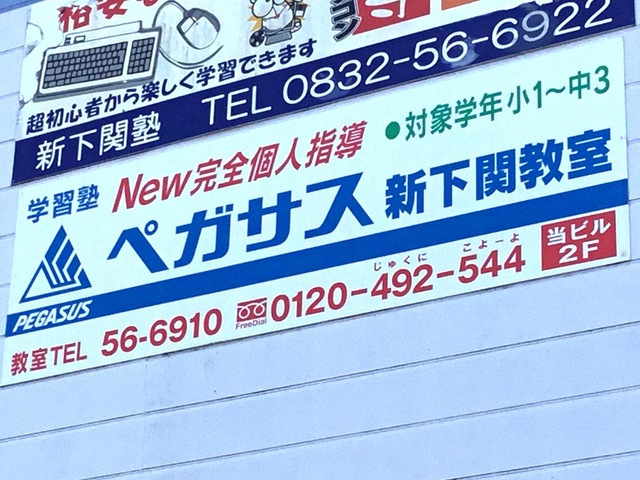 超初心者から楽しく学習できます
新下関塾 TEL 0832-56-6922
学習塾 New完全個人指導 ●対象学年小1～中3
ペガサス 新下関教室
PEGASUS
じゅくに こよーよ
教室TEL 56-6910 FreeDial 0120-492-544
当ビル
2F